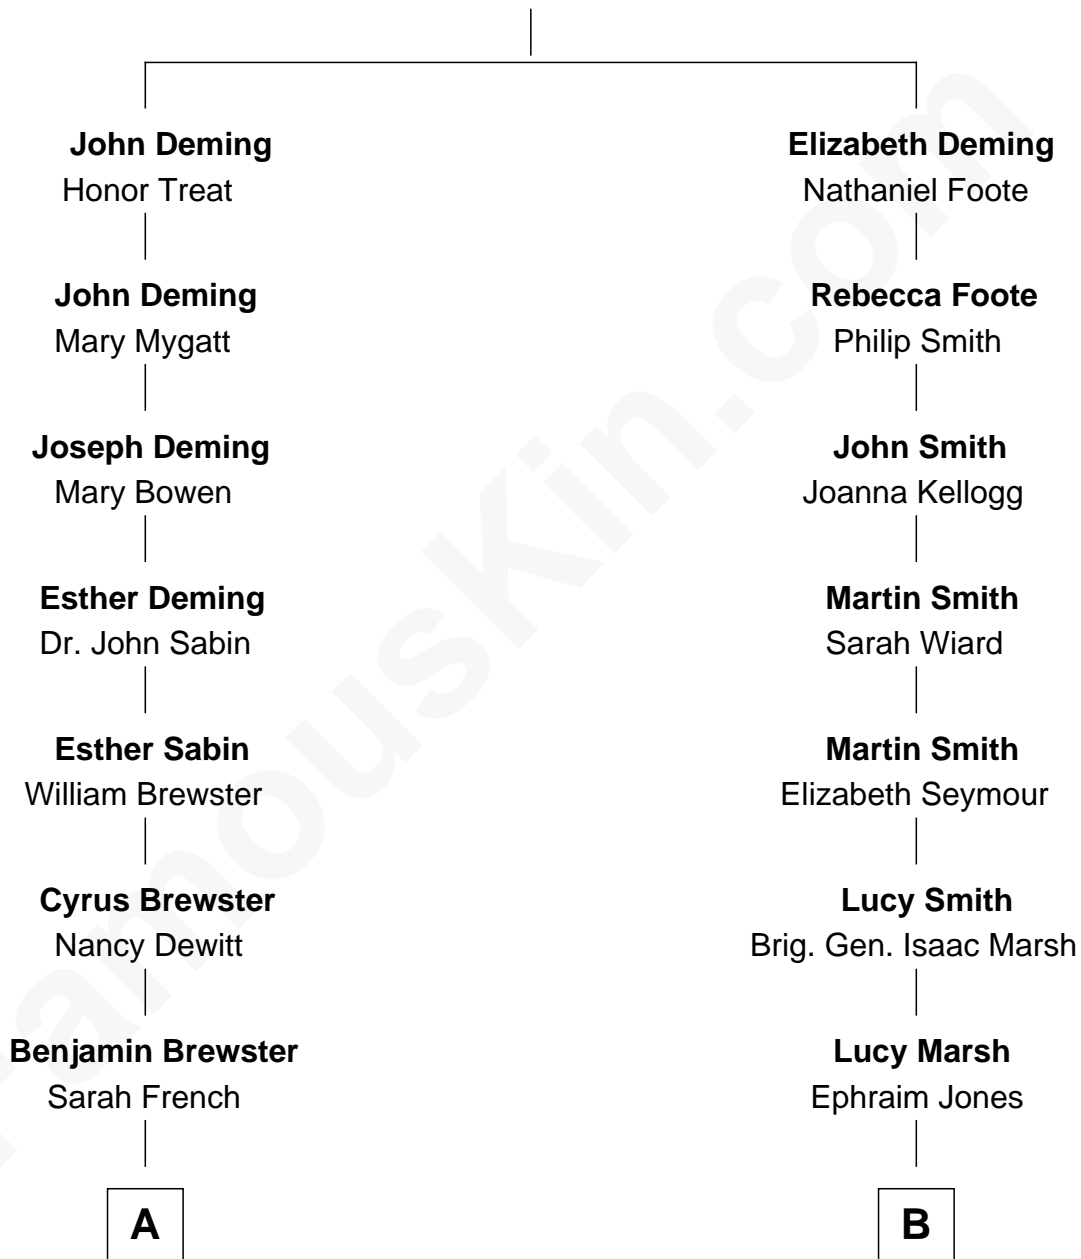 John Deming
Honor Treat
John Deming
Mary Mygatt
Joseph Deming
Mary Bowen
Esther Deming
Dr. John Sabin
Esther Sabin
William Brewster
Cyrus Brewster
Nancy Dewitt
Benjamin Brewster
Sarah French
A
Elizabeth Deming
Nathaniel Foote
Rebecca Foote
Philip Smith
John Smith
Joanna Kellogg
Martin Smith
Sarah Wiard
Martin Smith
Elizabeth Seymour
Lucy Smith
Brig. Gen. Isaac Marsh
Lucy Marsh
Ephraim Jones
B
FamousKin.com